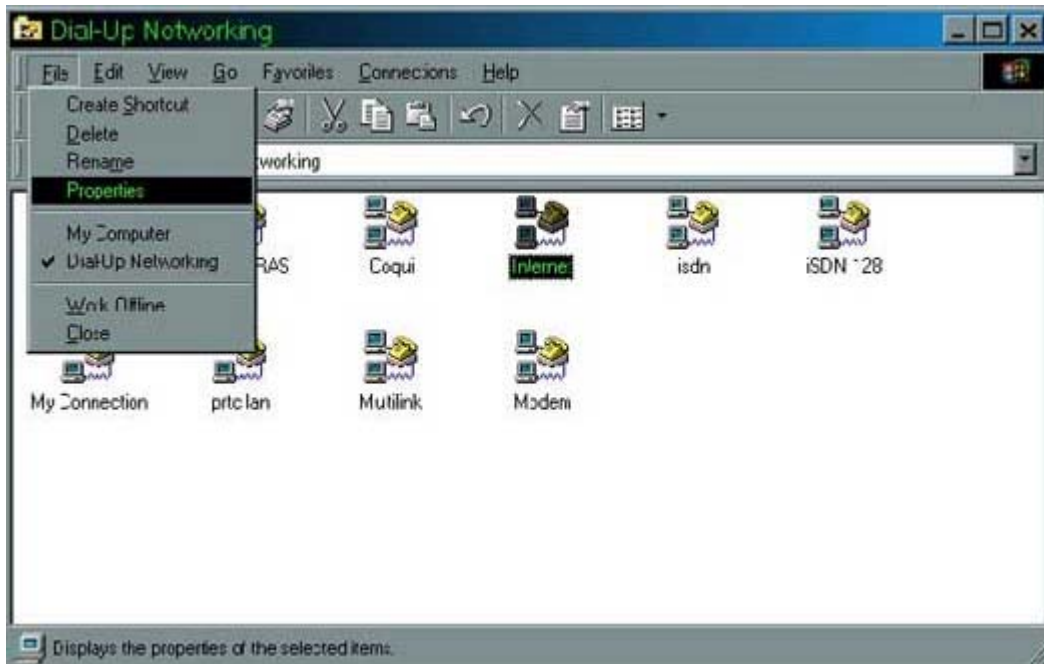 Dial-Up Networking
File Edit View Go Favorites Connections Help
Create Shortcut
Delete
Rename
tworking
Properties
My Computer
Dial-Up Networking
RAS
Coqui
Internet
isdn
iSDN 128
Work Offline
Close
My Connection
prtc lan
Multilink
Modem
Displays the properties of the selected items.